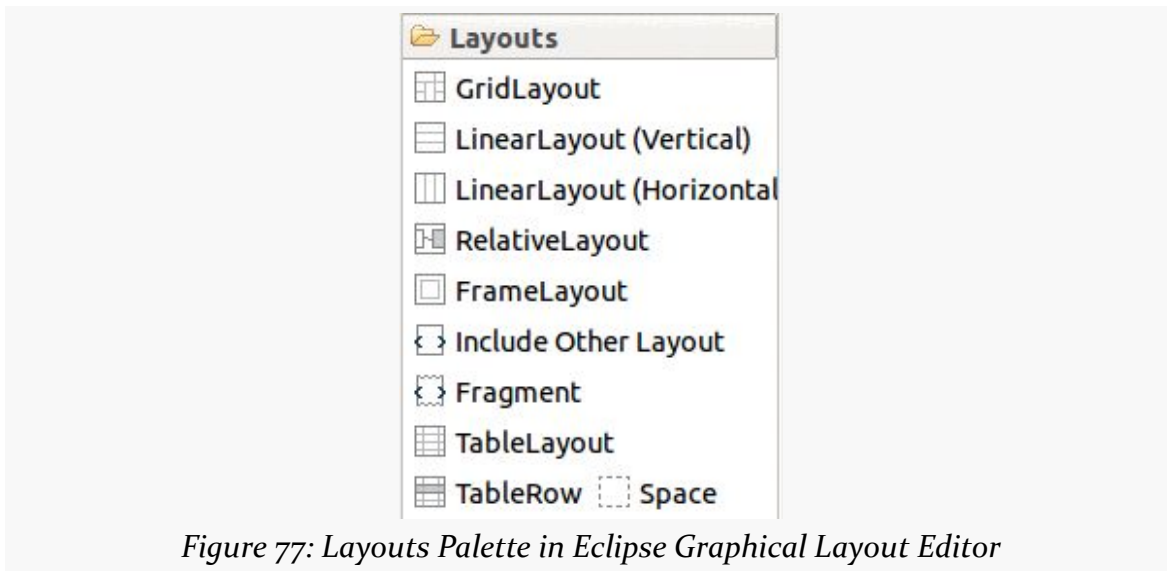 Layouts
GridLayout
LinearLayout (Vertical)
LinearLayout (Horizontal
RelativeLayout
FrameLayout
Include Other Layout
Fragment
TableLayout
TableRow Space
Figure 77: Layouts Palette in Eclipse Graphical Layout Editor